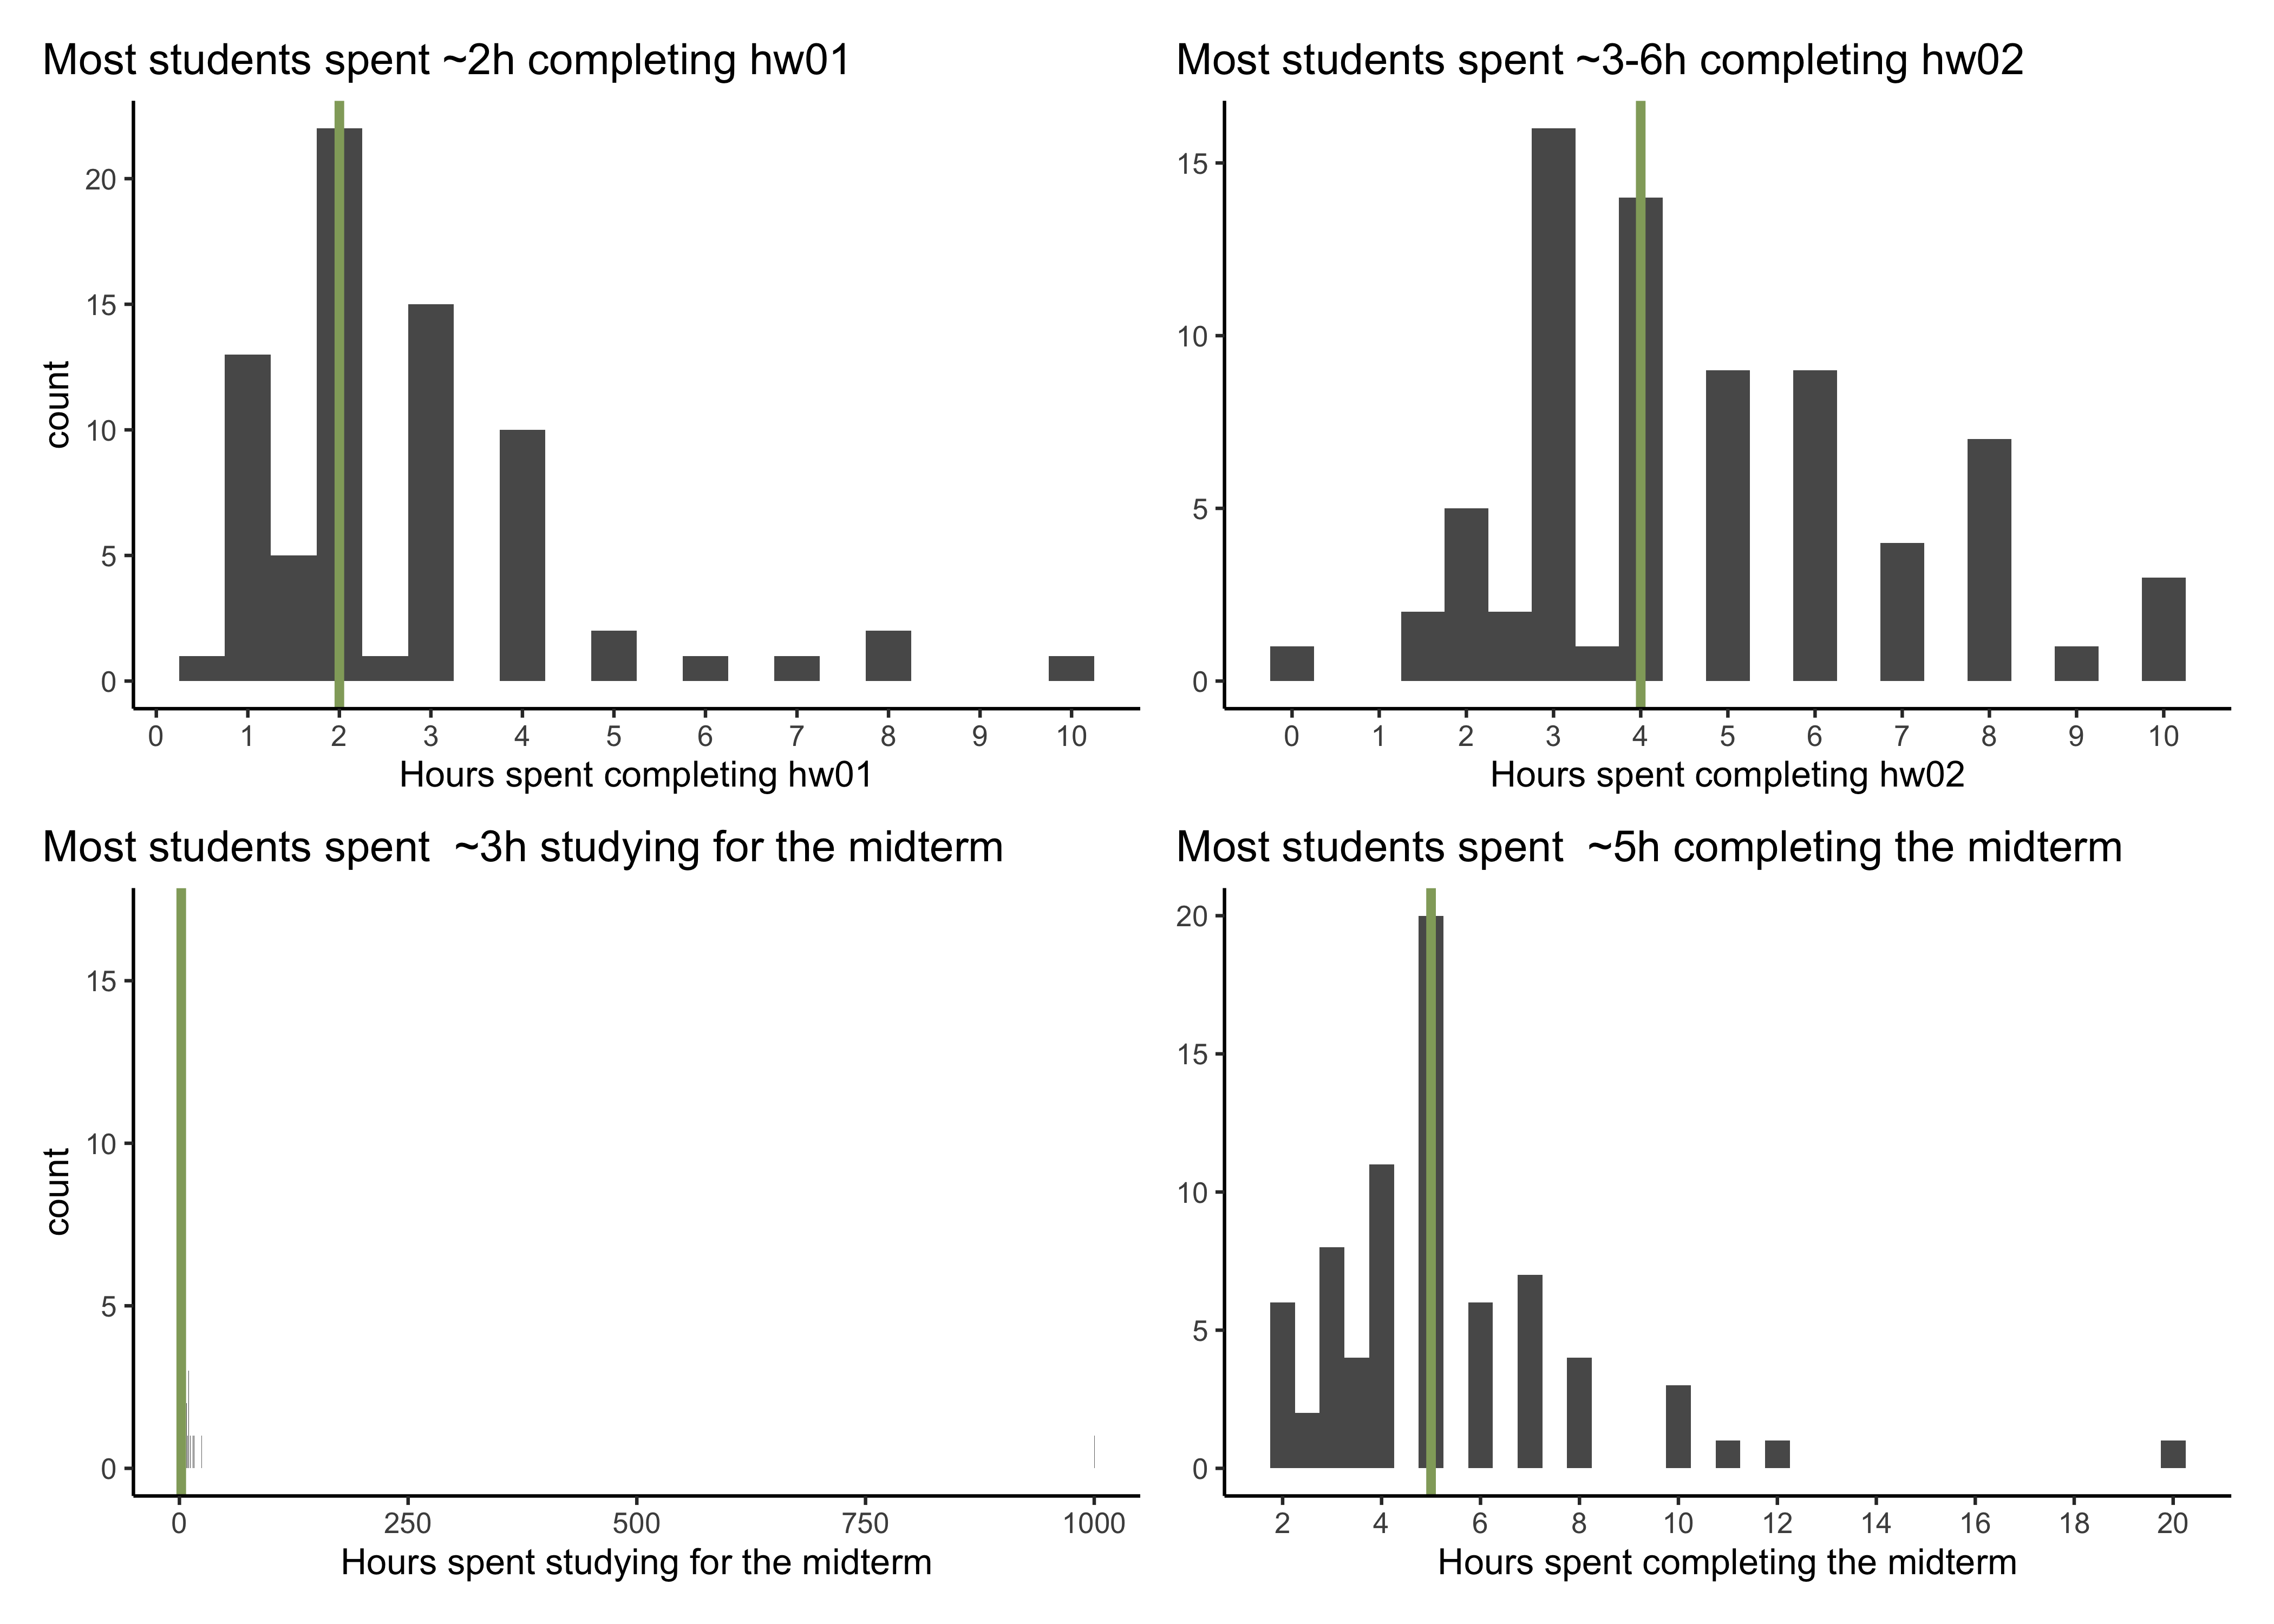 Most students spent ~2h completing hw01
20
15
10
5
0
count
0 1 2 3 4 5 6 7 8 9 10
Hours spent completing hw01
Most students spent ~3-6h completing hw02
15
10
5
0
0 1 2 3 4 5 6 7 8 9 10
Hours spent completing hw02
Most students spent  ~3h studying for the midterm
15
10
5
0
count
0 250 500 750 1000
Hours spent studying for the midterm
Most students spent  ~5h completing the midterm
20
15
10
5
0
2 4 6 8 10 12 14 16 18 20
Hours spent completing the midterm